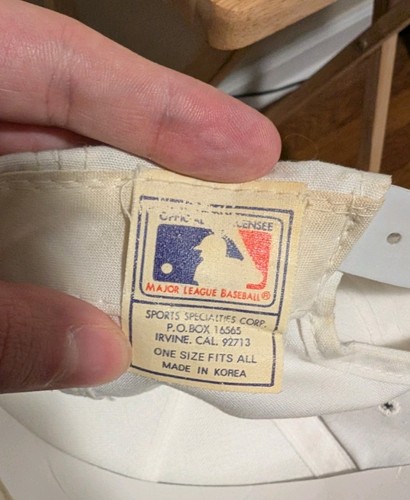 LICENSEE
MAJOR LEAGUE BASEBALL®
SPORTS SPECIALTIES CORP.
P.O. BOX 16565
IRVINE, CAL. 92713
ONE SIZE FITS ALL
MADE IN KOREA